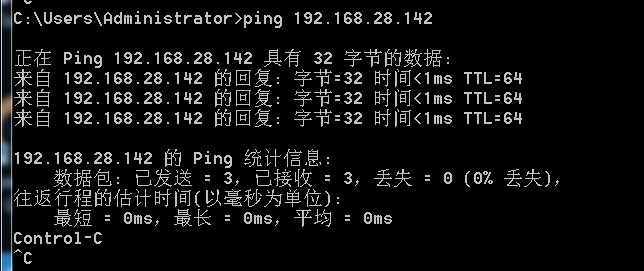 ^C
C:\Users\Administrator>ping 192.168.28.142
正在 Ping 192.168.28.142 具有 32 字节的数据:
来自 192.168.28.142 的回复: 字节=32 时间<1ms TTL=64
来自 192.168.28.142 的回复: 字节=32 时间<1ms TTL=64
来自 192.168.28.142 的回复: 字节=32 时间<1ms TTL=64
192.168.28.142 的 Ping 统计信息:
数据包: 已发送 = 3，已接收 = 3，丢失 = 0 (0% 丢失)，
往返行程的估计时间(以毫秒为单位):
最短 = 0ms，最长 = 0ms，平均 = 0ms
Control-C
^C